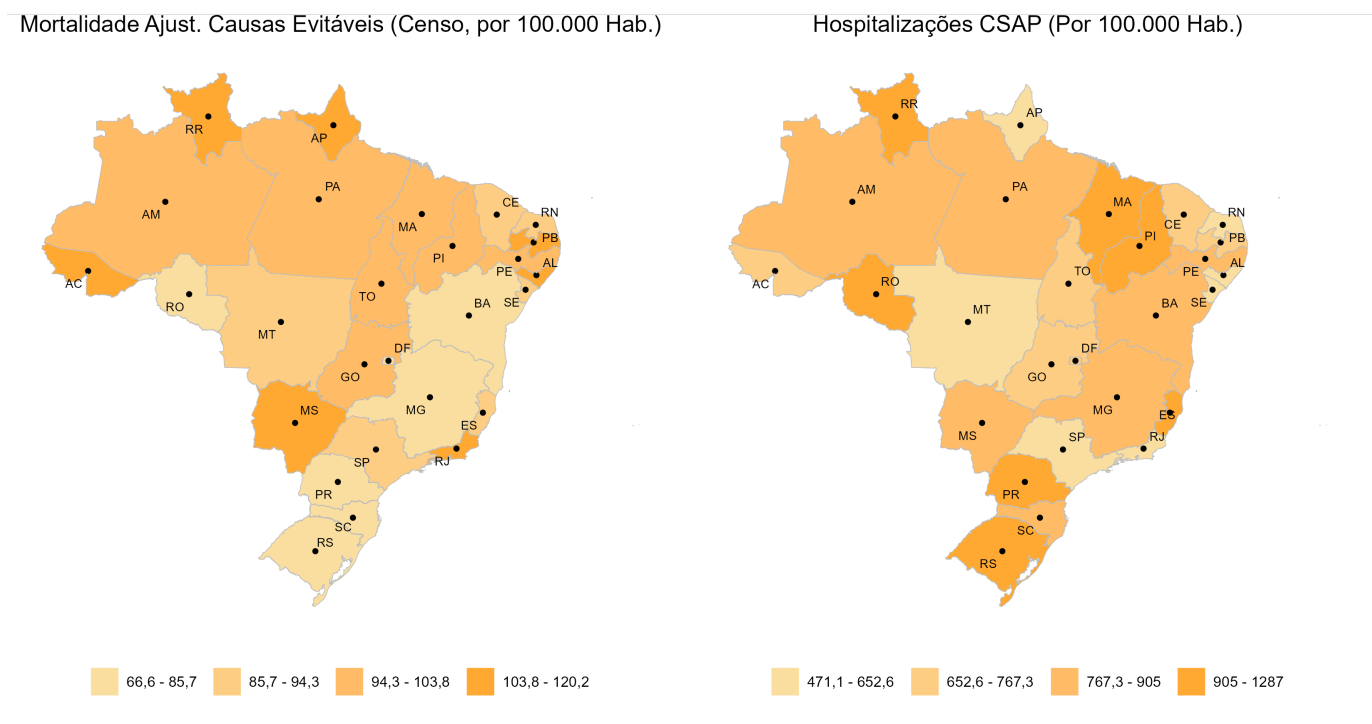 Mortalidade Ajust. Causas Evitáveis (Censo, por 100.000 Hab.)
RR
AP
AM
PA
MA
CE
RN
PB
PI
PE
AL
AC
SE
TO
RO
BA
MT
DF
GO
MS
MG
ES
SP
RJ
PR
SC
RS
66,6 - 85,7
85,7 - 94,3
94,3 - 103,8
103,8 - 120,2
Hospitalizações CSAP (Por 100.000 Hab.)
RR
AP
AM
PA
MA
CE
RN
PB
PI
PE
AL
AC
TO
RO
SE
BA
MT
DF
GO
MG
ES
MS
SP
RJ
PR
SC
RS
471,1 - 652,6
652,6 - 767,3
767,3 - 905
905 - 1287